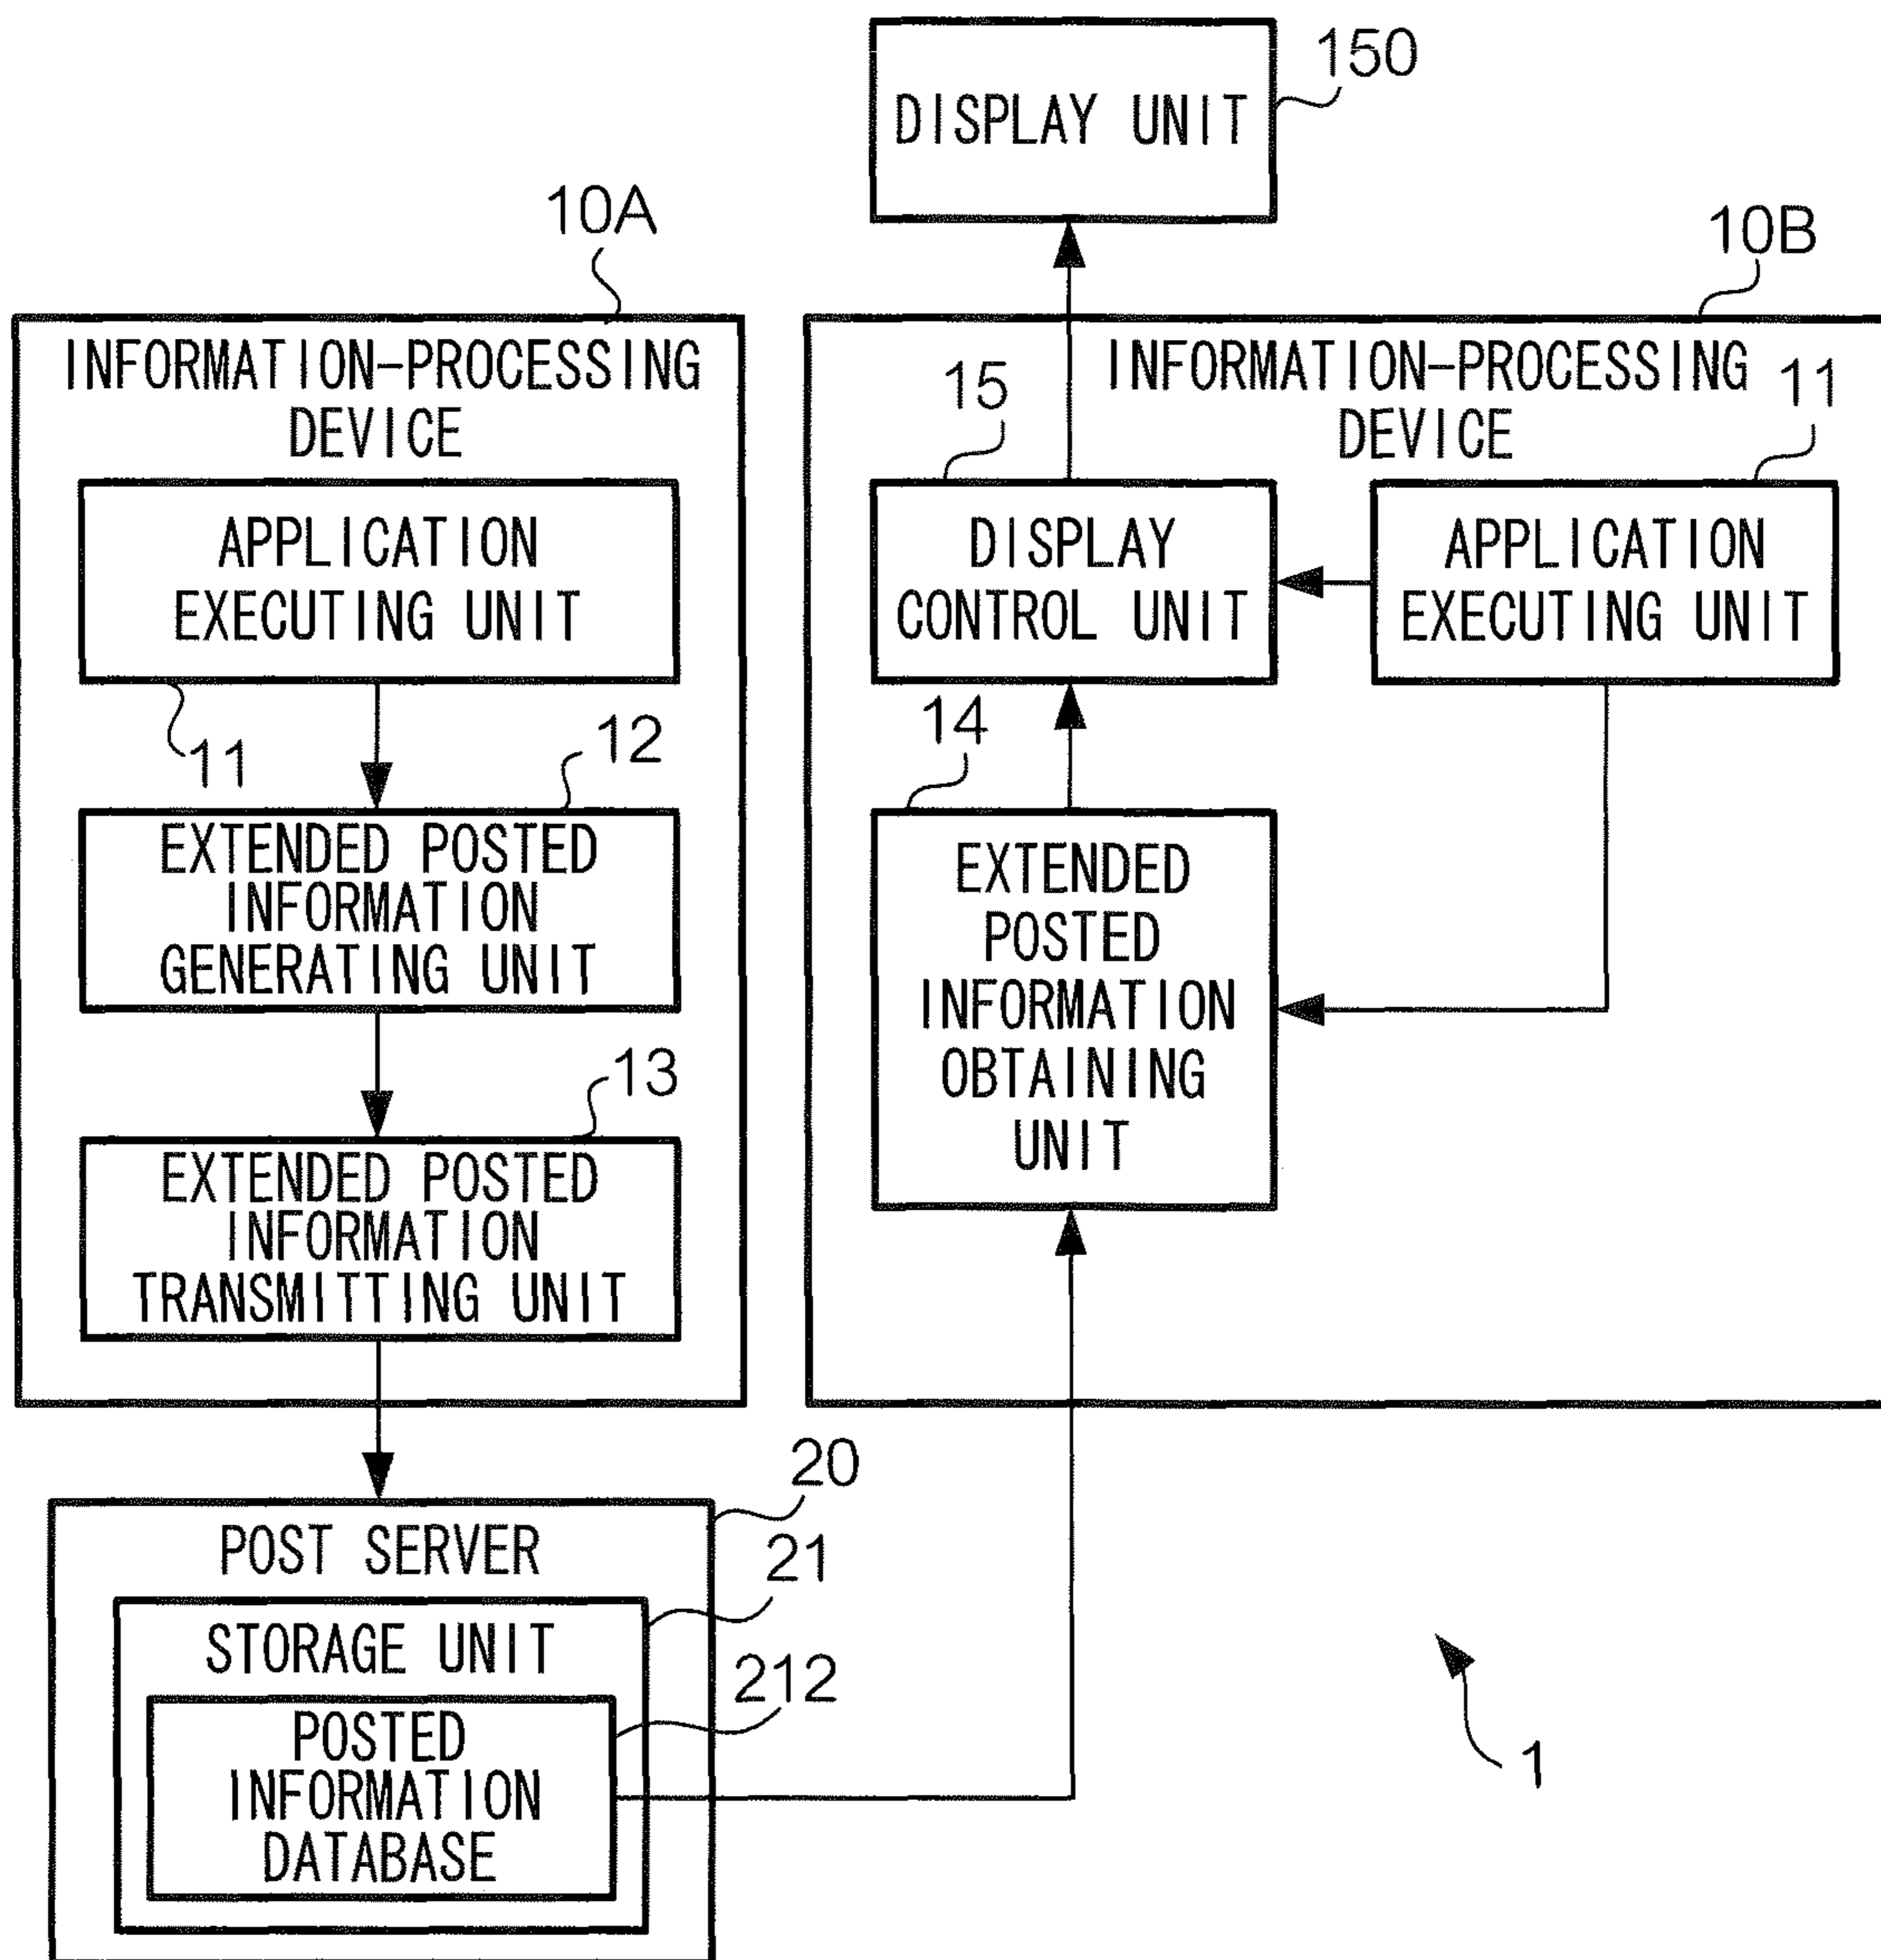 150
DISPLAY UNIT
10A
INFORMATION-PROCESSING
DEVICE
APPLICATION
EXECUTING UNIT
11
12
EXTENDED POSTED
INFORMATION
GENERATING UNIT
13
EXTENDED POSTED
INFORMATION
TRANSMITTING UNIT
10B
INFORMATION-PROCESSING
DEVICE
15
DISPLAY
CONTROL UNIT
11
APPLICATION
EXECUTING UNIT
14
EXTENDED
POSTED
INFORMATION
OBTAINING
UNIT
20
POST SERVER
21
STORAGE UNIT
212
POSTED
INFORMATION
DATABASE
1